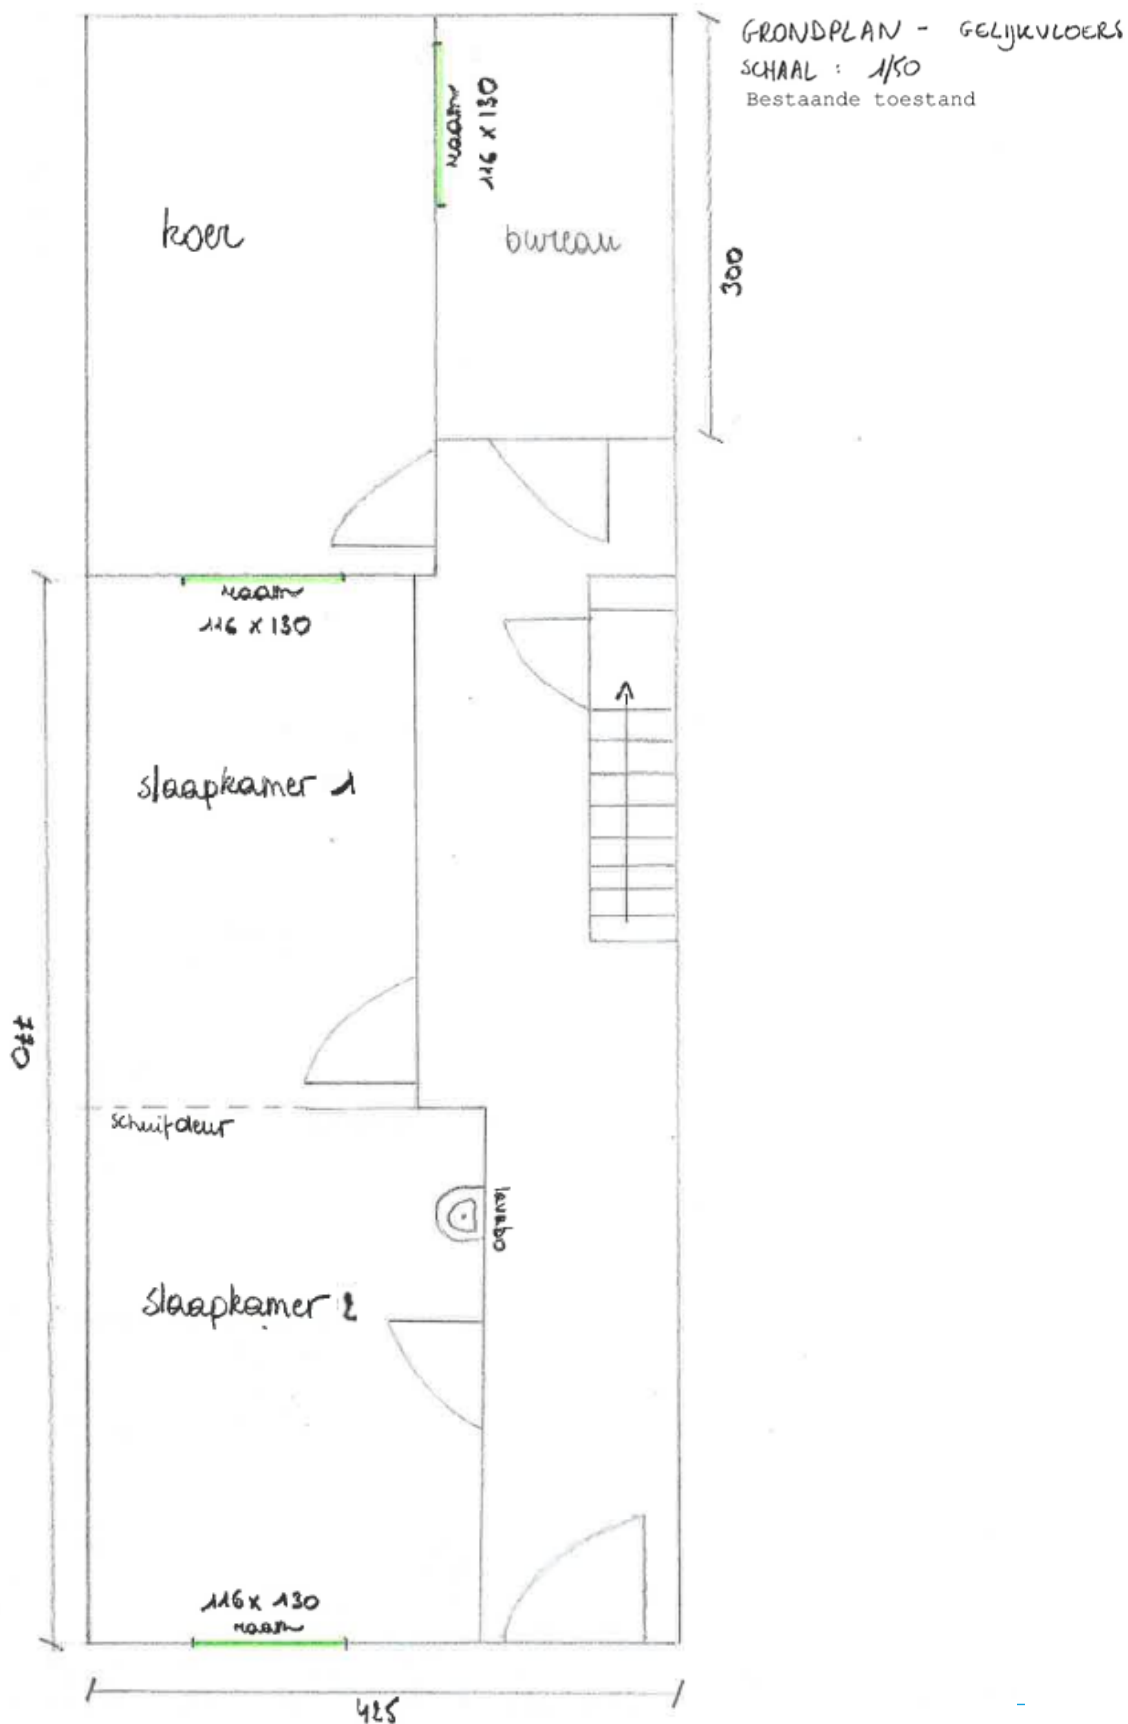 GRONDPLAN - GELIJKVLOERS
SCHAAL : 1/50
Bestaande toestand
raam
116 x 130
koer
bureau
300
raam
116 x 130
slaapkamer 1
770
schuifdeur
lavabo
slaapkamer 2
116 x 130
raam
425